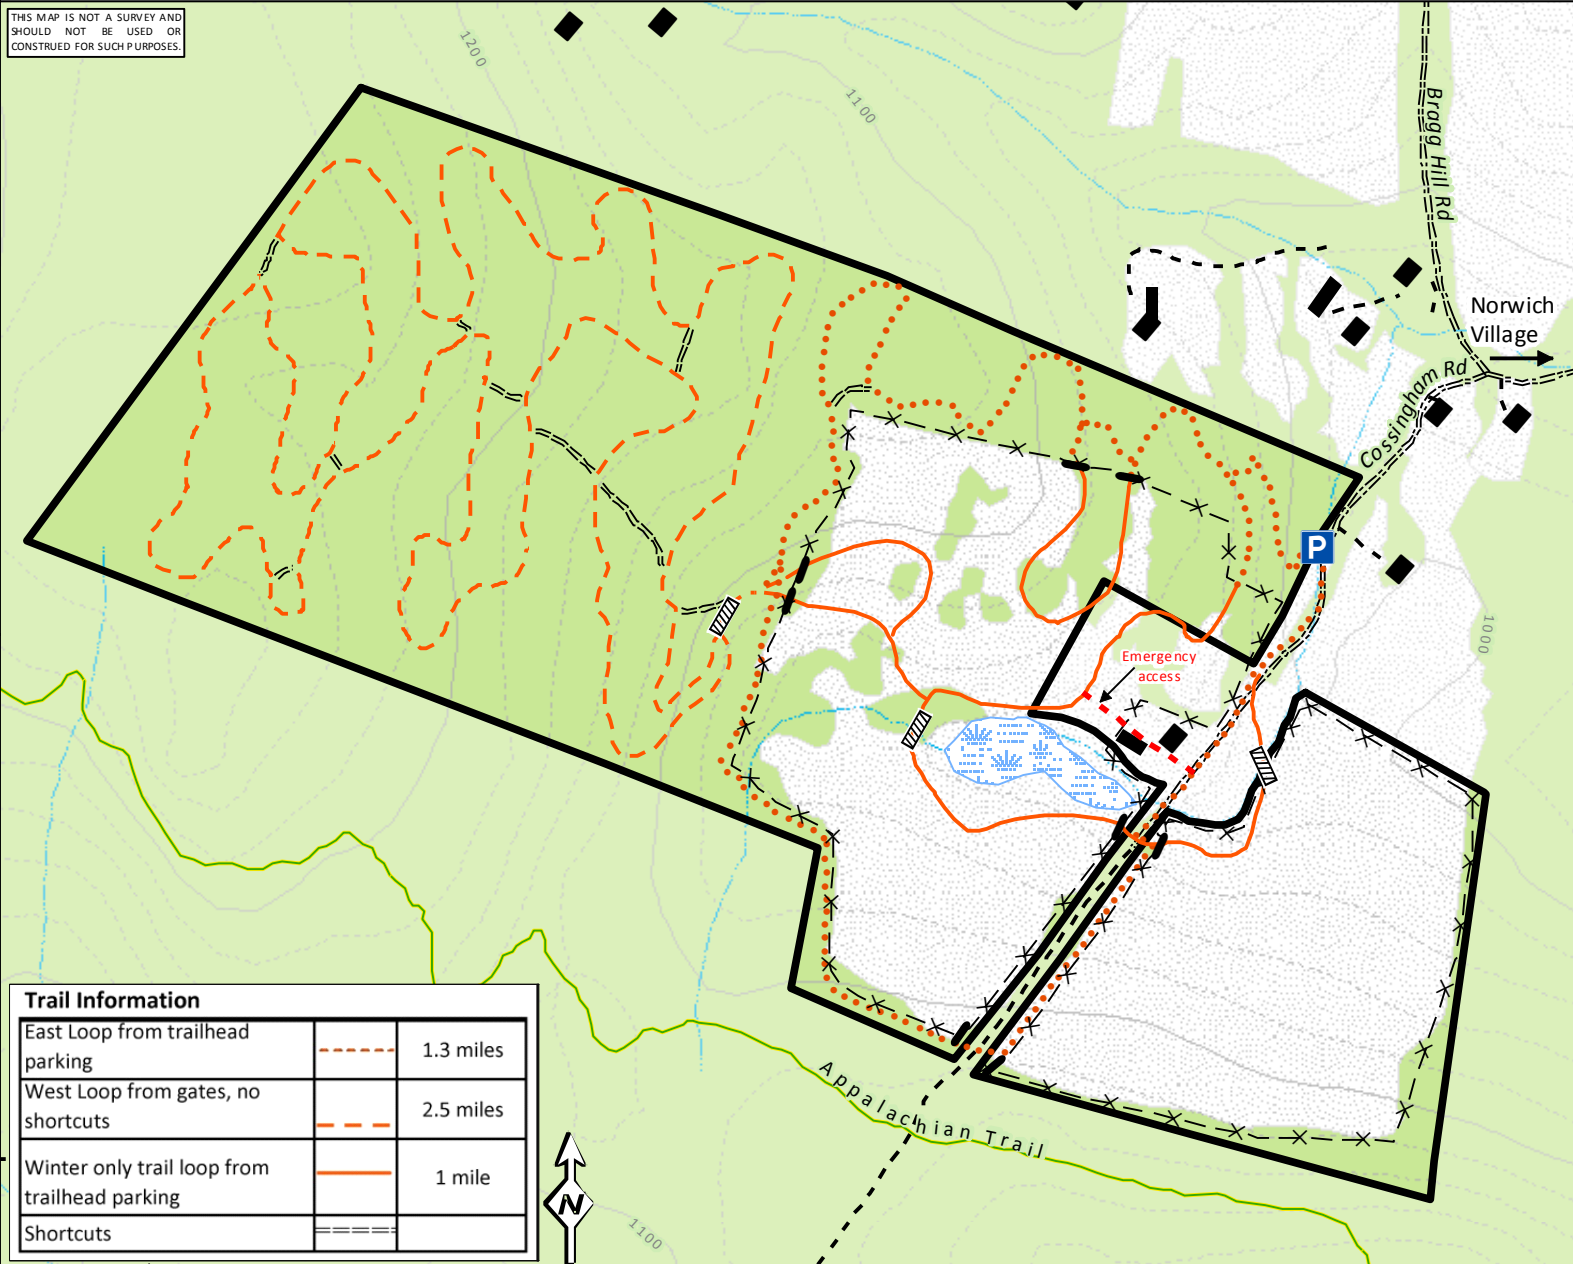 THIS MAP IS NOT A SURVEY AND
SHOULD NOT BE USED OR
CONSTRUED FOR SUCH PURPOSES.
1200
1100
Bragg Hill Rd
Norwich
Village
Cossingham Rd
P
1000
Emergency
access
Appalachian Trail
1100
N
Trail Information
East Loop from trailhead
parking
1.3 miles
West Loop from gates, no
shortcuts
2.5 miles
Winter only trail loop from
trailhead parking
1 mile
Shortcuts